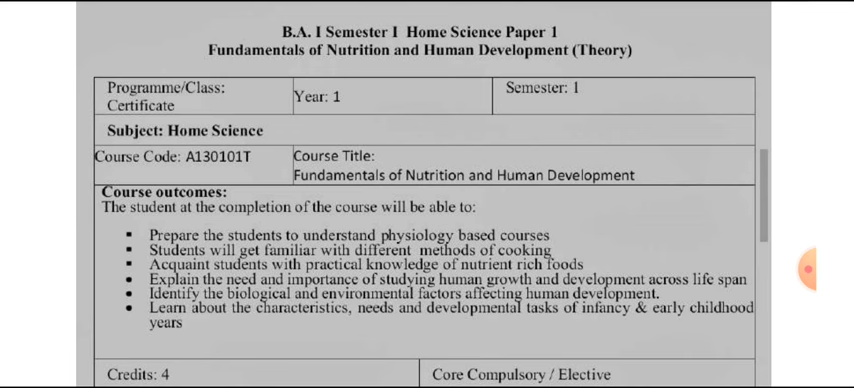 B.A. I Semester I Home Science Paper 1
Fundamentals of Nutrition and Human Development (Theory)
Programme/Class:
Certificate
Year: 1
Semester: 1
Subject: Home Science
Course Code: A130101T
Course Title:
Fundamentals of Nutrition and Human Development
Course outcomes:
The student at the completion of the course will be able to:
▪ Prepare the students to understand physiology based courses
▪ Students will get familiar with different methods of cooking
▪ Acquaint students with practical knowledge of nutrient rich foods
• Explain the need and importance of studying human growth and development across life span
• Identify the biological and environmental factors affecting human development.
• Learn about the characteristics, needs and developmental tasks of infancy & early childhood
years
Credits: 4
Core Compulsory / Elective